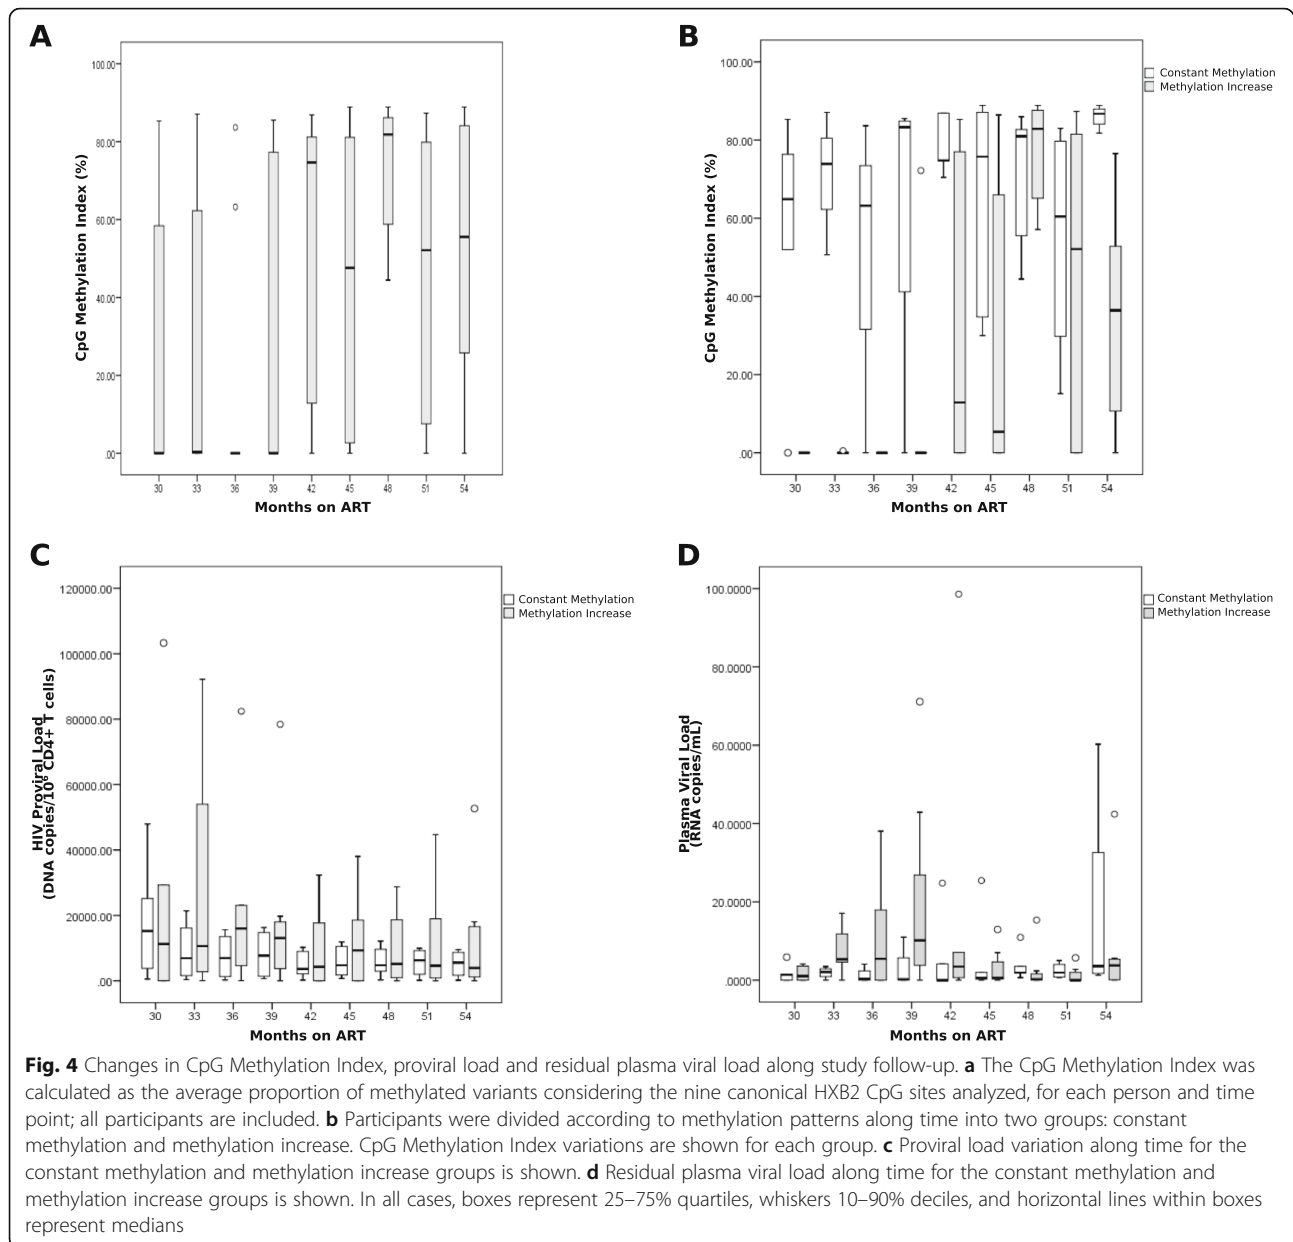 A
100.00
80.00
60.00
40.00
20.00
.00
CpG Methylation Index (%)
30 33 36 39 42 45 48 51 54
Months on ART
B
100.00
80.00
60.00
40.00
20.00
.00
CpG Methylation Index (%)
30 33 36 39 42 45 48 51 54
Months on ART
Constant Methylation
Methylation Increase
C
120000.00
100000.00
80000.00
60000.00
40000.00
20000.00
.00
HIV Proviral Load
(DNA copies/10⁶ CD4+ T cells)
30 33 36 39 42 45 48 51 54
Months on ART
Constant Methylation
Methylation Increase
D
100.0000
80.0000
60.0000
40.0000
20.0000
.0000
Plasma Viral Load
(RNA copies/mL)
30 33 36 39 42 45 48 51 54
Months on ART
Constant Methylation
Methylation Increase
Fig. 4 Changes in CpG Methylation Index, proviral load and residual plasma viral load along study follow-up. a The CpG Methylation Index was
calculated as the average proportion of methylated variants considering the nine canonical HXB2 CpG sites analyzed, for each person and time
point; all participants are included. b Participants were divided according to methylation patterns along time into two groups: constant
methylation and methylation increase. CpG Methylation Index variations are shown for each group. c Proviral load variation along time for the
constant methylation and methylation increase groups is shown. d Residual plasma viral load along time for the constant methylation and
methylation increase groups is shown. In all cases, boxes represent 25–75% quartiles, whiskers 10–90% deciles, and horizontal lines within boxes
represent medians